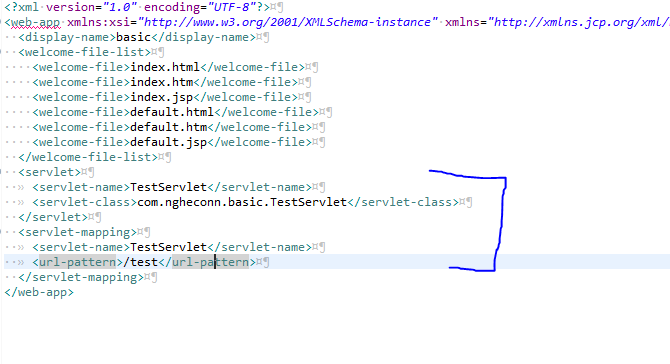 <?xml version="1.0" encoding="UTF-8"?>
<web-app xmlns:xsi="http://www.w3.org/2001/XMLSchema-instance" xmlns="http://xmlns.jcp.org/xml/
<display-name>basic</display-name>
<welcome-file-list>
<welcome-file>index.html</welcome-file>
<welcome-file>index.htm</welcome-file>
<welcome-file>index.jsp</welcome-file>
<welcome-file>default.html</welcome-file>
<welcome-file>default.htm</welcome-file>
<welcome-file>default.jsp</welcome-file>
</welcome-file-list>
<servlet>
<servlet-name>TestServlet</servlet-name>
<servlet-class>com.ngheconn.basic.TestServlet</servlet-class>
</servlet>
<servlet-mapping>
<servlet-name>TestServlet</servlet-name>
<url-pattern>/test</url-pattern>
</servlet-mapping>
</web-app>